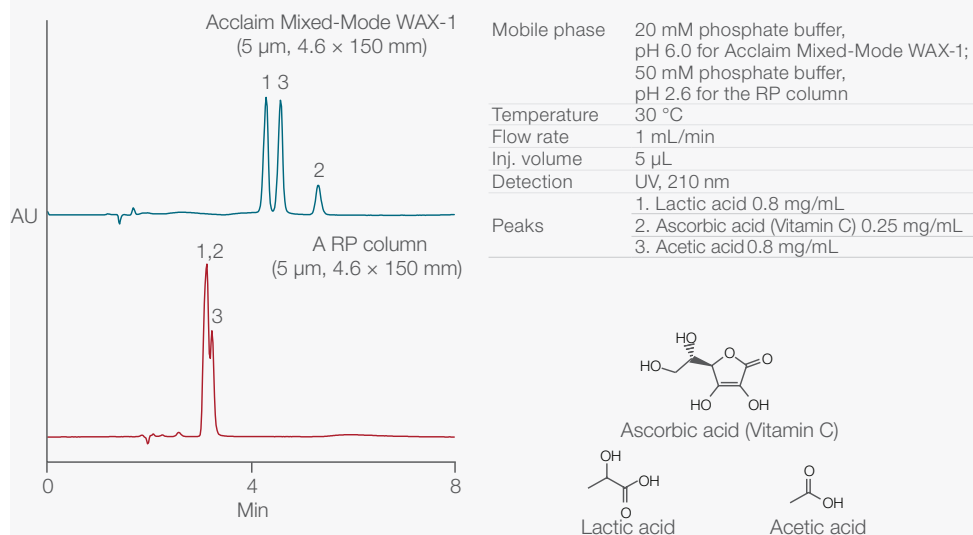 Acclaim Mixed-Mode WAX-1
(5 µm, 4.6 × 150 mm)
1 3
2
AU
A RP column
(5 µm, 4.6 × 150 mm)
1,2
3
0 4 8
Min
Mobile phase 20 mM phosphate buffer,
pH 6.0 for Acclaim Mixed-Mode WAX-1;
50 mM phosphate buffer,
pH 2.6 for the RP column
Temperature 30 °C
Flow rate 1 mL/min
Inj. volume 5 µL
Detection UV, 210 nm
Peaks 1. Lactic acid 0.8 mg/mL
2. Ascorbic acid (Vitamin C) 0.25 mg/mL
3. Acetic acid 0.8 mg/mL
HO
HO O O
HO OH
Ascorbic acid (Vitamin C)
OH
OH
O
Lactic acid
O
OH
Acetic acid